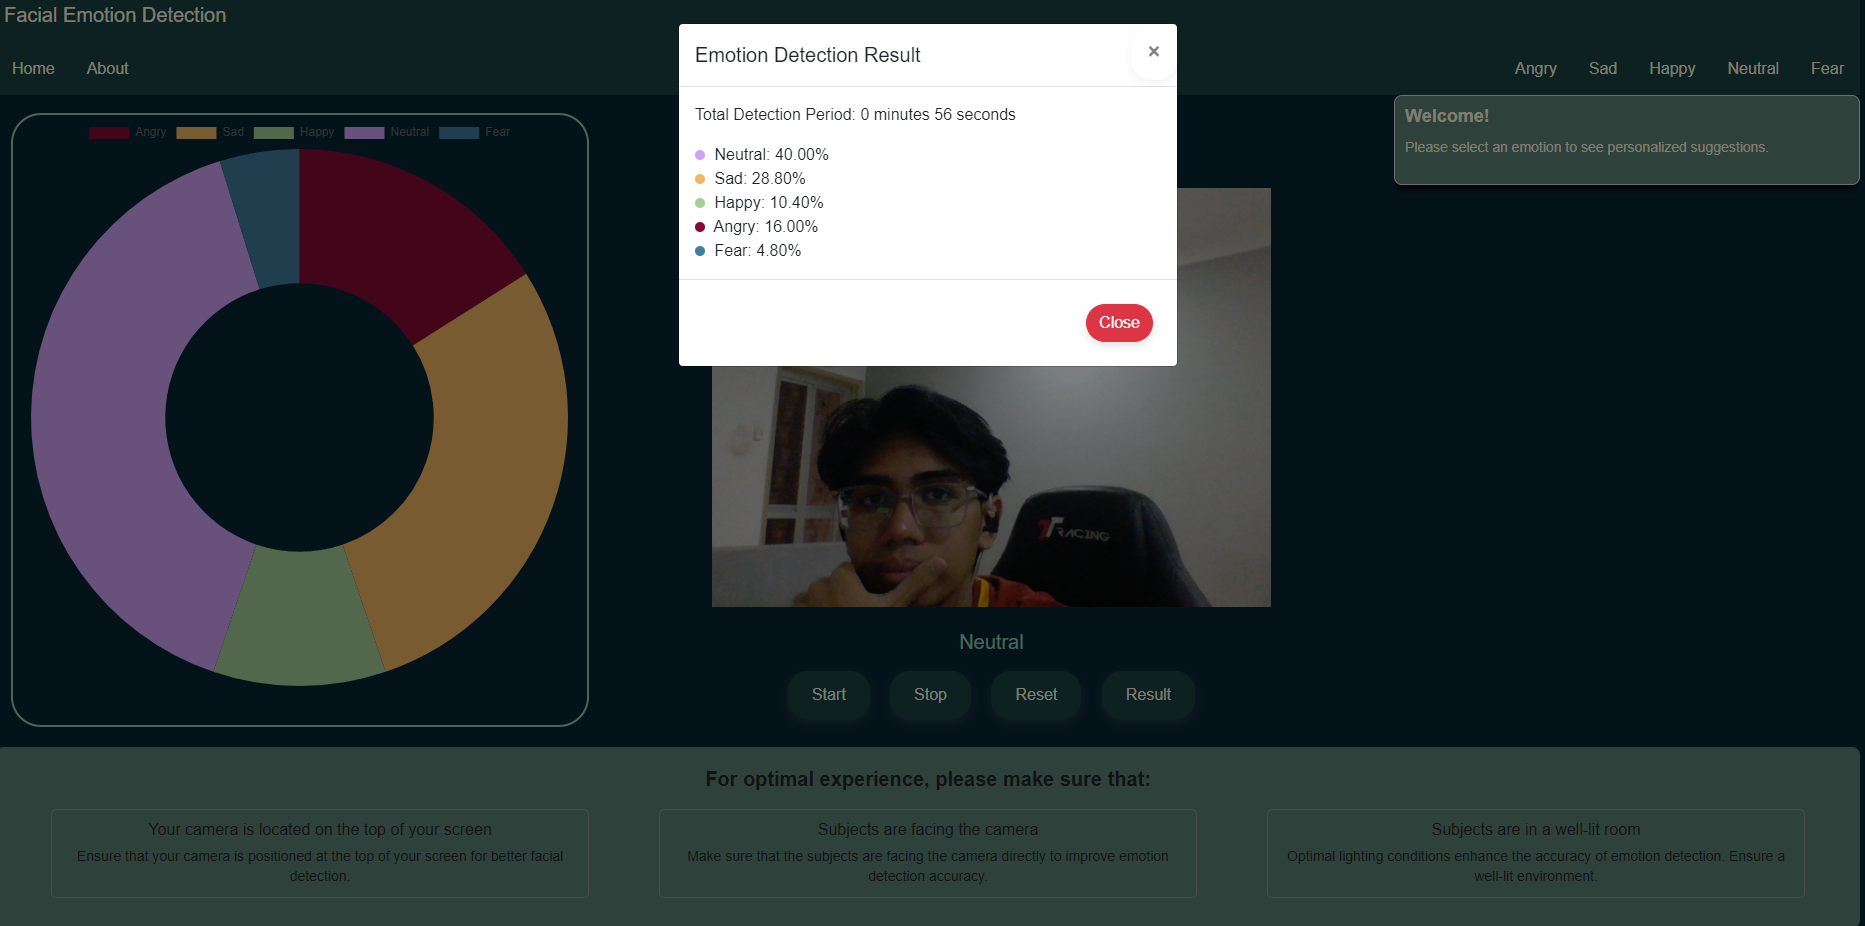 Facial Emotion Detection
Home About
Angry Sad Happy Neutral Fear
Emotion Detection Result
×
Total Detection Period: 0 minutes 56 seconds
Neutral: 40.00%
Sad: 28.80%
Happy: 10.40%
Angry: 16.00%
Fear: 4.80%
Close
Angry Sad Happy Neutral Fear
Welcome!
Please select an emotion to see personalized suggestions.
TTRACING
Neutral
Start Stop Reset Result
For optimal experience, please make sure that:
Your camera is located on the top of your screen
Ensure that your camera is positioned at the top of your screen for better facial
detection.
Subjects are facing the camera
Make sure that the subjects are facing the camera directly to improve emotion
detection accuracy.
Subjects are in a well-lit room
Optimal lighting conditions enhance the accuracy of emotion detection. Ensure a
well-lit environment.